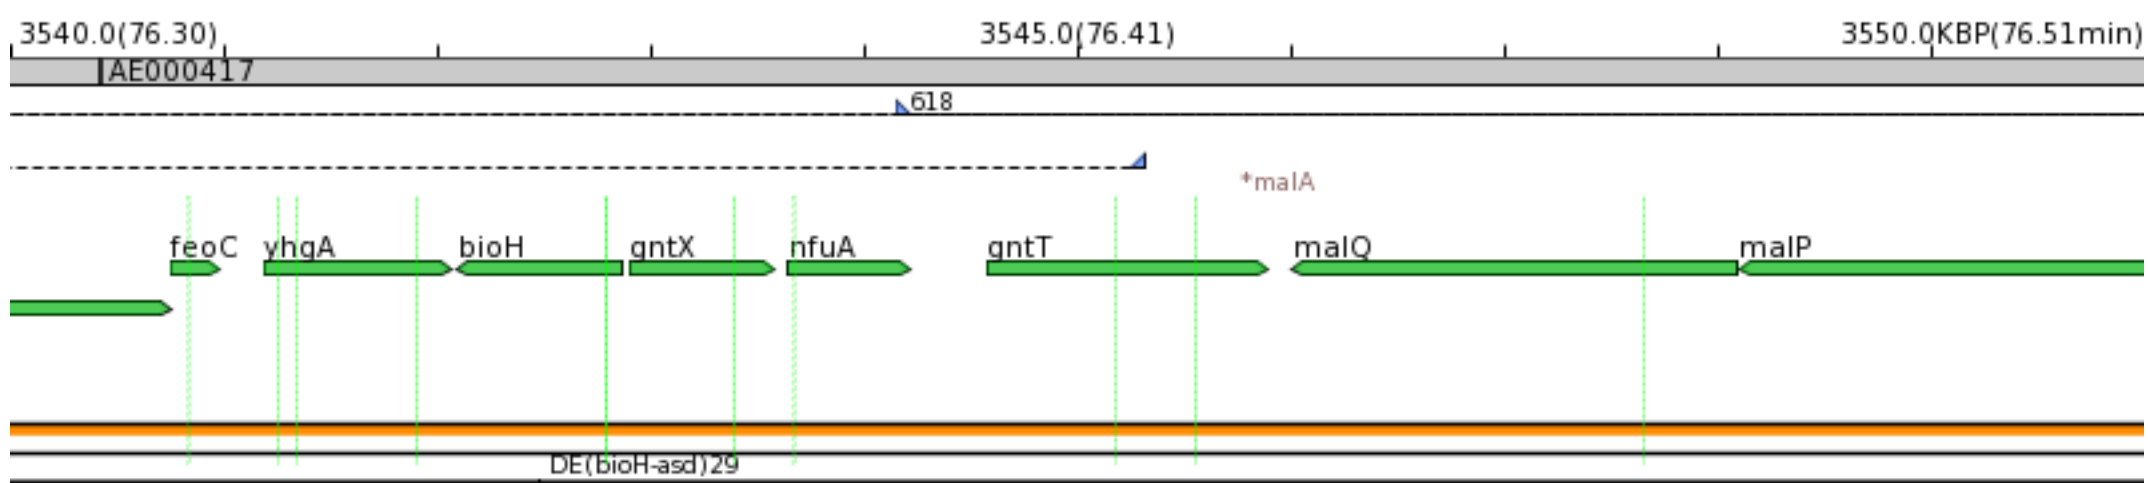 3540.0(76.30) 3545.0(76.41) 3550.0KBP(76.51min)
AE000417
618
*malA
feoC yhgA bioH gntX nfuA gntT malQ malP
DE(bioH-asd)29